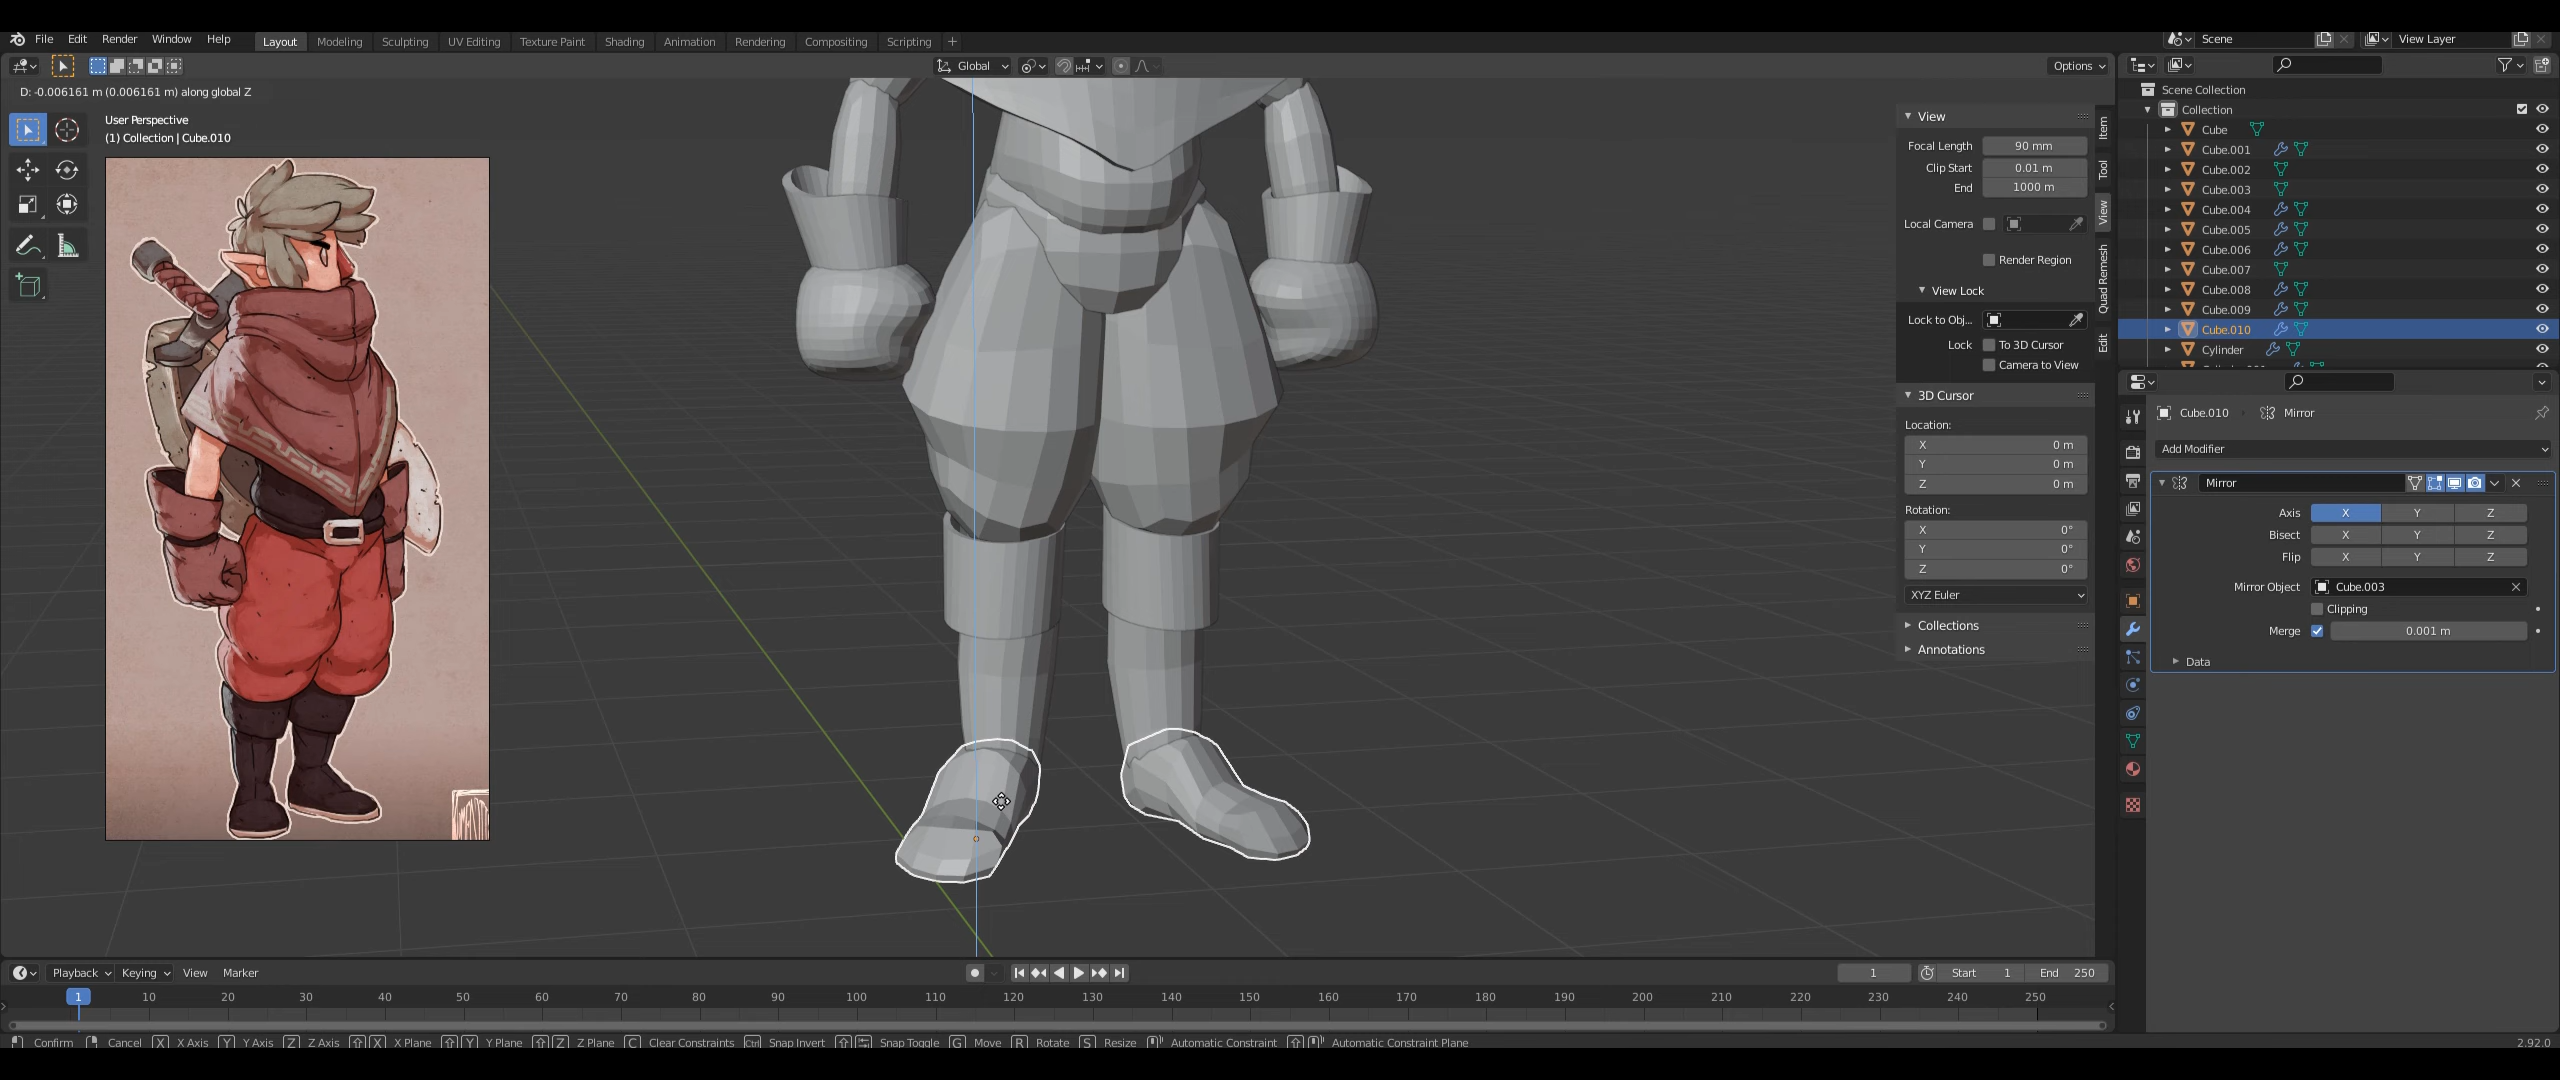 File Edit Render Window Help Layout Modeling Sculpting UV Editing Texture Paint Shading Animation Rendering Compositing Scripting + Scene View Layer
Global Options
D: -0.006161 m (0.006161 m) along global Z
User Perspective
(1) Collection | Cube.010
View
Focal Length 90 mm
Clip Start 0.01 m
End 1000 m
Local Camera
Render Region
View Lock
Lock to Obj...
Lock To 3D Cursor
Camera to View
3D Cursor
Location:
X 0 m
Y 0 m
Z 0 m
Rotation:
X 0°
Y 0°
Z 0°
XYZ Euler
Collections
Annotations
Item
Tool
View
Quad Remesh
Edit
Scene Collection
Collection
Cube
Cube.001
Cube.002
Cube.003
Cube.004
Cube.005
Cube.006
Cube.007
Cube.008
Cube.009
Cube.010
Cylinder
Cube.010 Mirror
Add Modifier
Mirror
Axis X Y Z
Bisect X Y Z
Flip X Y Z
Mirror Object Cube.003
Clipping
Merge 0.001 m
Data
Playback Keying View Marker 1 Start 1 End 250
1 10 20 30 40 50 60 70 80 90 100 110 120 130 140 150 160 170 180 190 200 210 220 230 240 250
Confirm Cancel X X Axis Y Y Axis Z Z Axis X X Plane Y Y Plane Z Z Plane C Clear Constraints Ctrl Snap Invert Snap Toggle G Move R Rotate S Resize Automatic Constraint Automatic Constraint Plane 2.92.0